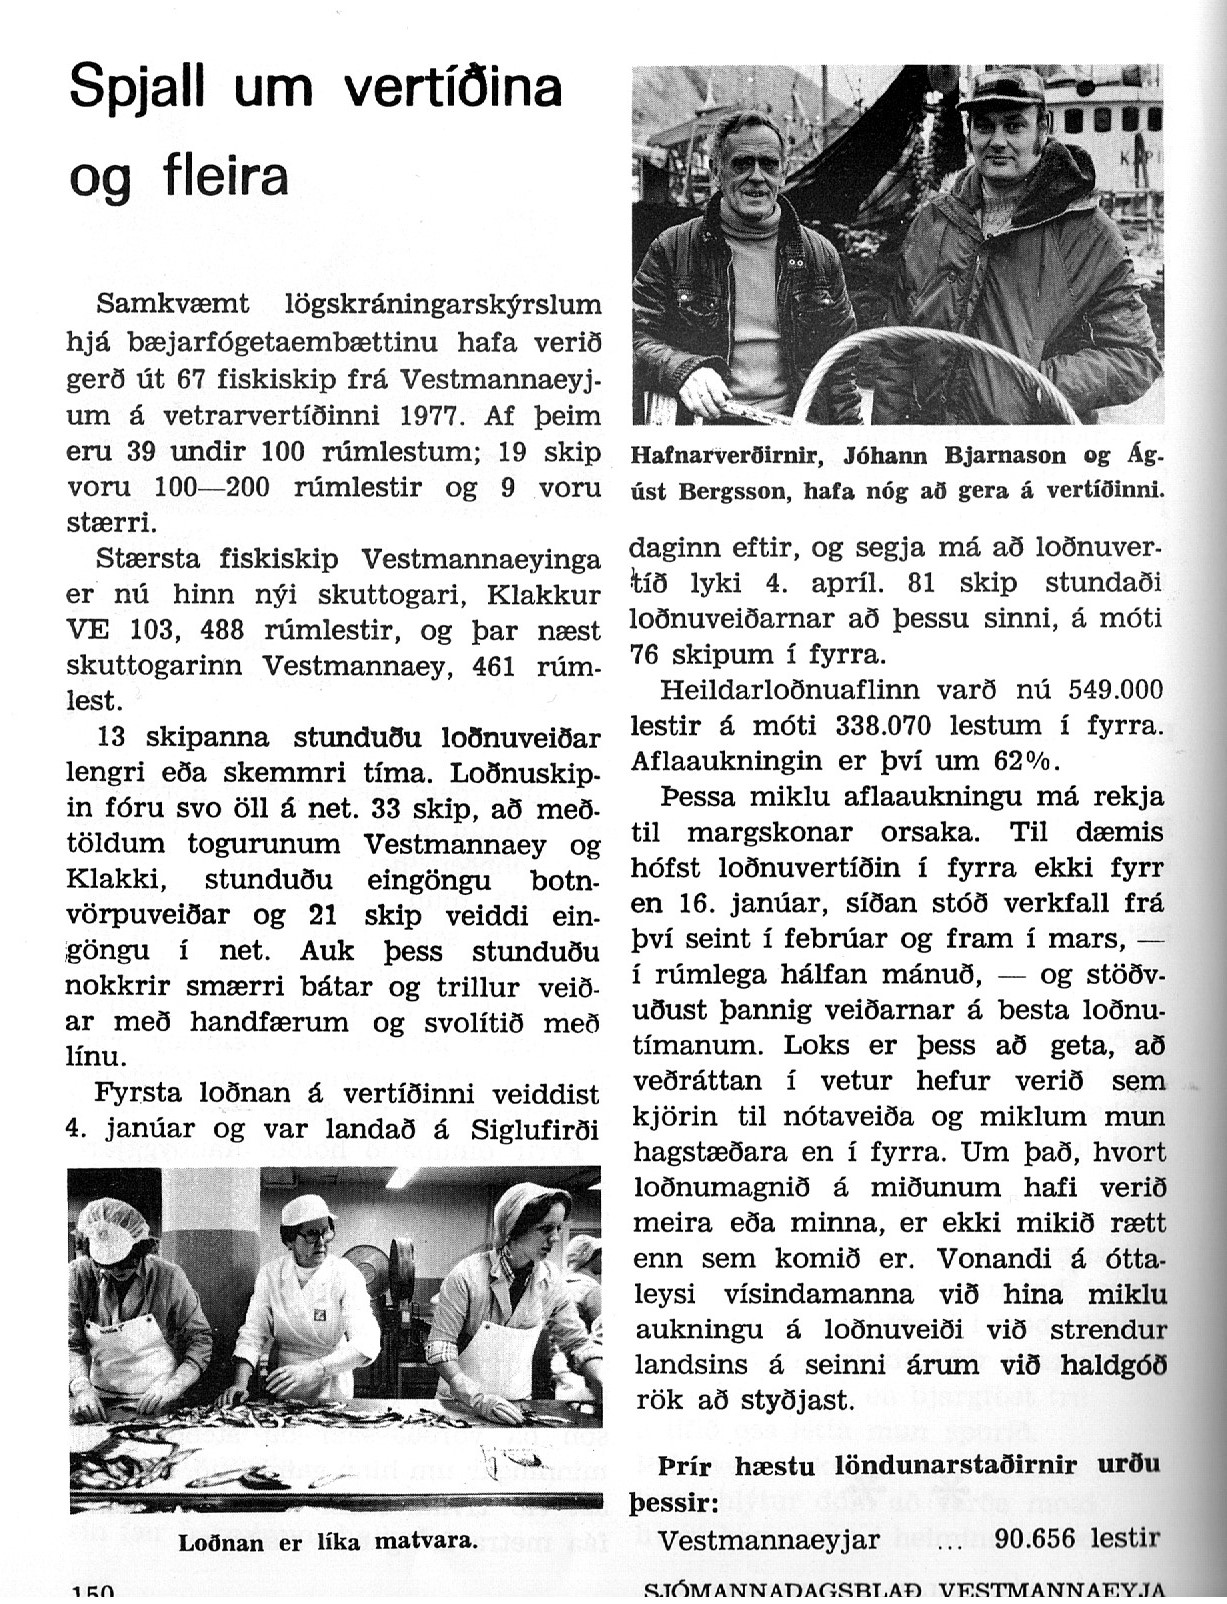 Spjall um vertíðina
og fleira
Samkvæmt lögskráningarskýrslum
hjá bæjarfógetaembættinu hafa verið
gerð út 67 fiskiskip frá Vestmannaeyj-
um á vetrarvertíðinni 1977. Af þeim
eru 39 undir 100 rúmlestum; 19 skip
voru 100—200 rúmlestir og 9 voru
stærri.
Stærsta fiskiskip Vestmannaeyinga
er nú hinn nýi skuttogari, Klakkur
VE 103, 488 rúmlestir, og þar næst
skuttogarinn Vestmannaey, 461 rúm-
lest.
13 skipanna stunduðu loðnuveiðar
lengri eða skemmri tíma. Loðnuskip-
in fóru svo öll á net. 33 skip, að með-
töldum togurunum Vestmannaey og
Klakki, stunduðu eingöngu botn-
vörpuveiðar og 21 skip veiddi ein-
göngu í net. Auk þess stunduðu
nokkrir smærri bátar og trillur veið-
ar með handfærum og svolítið með
línu.
Fyrsta loðnan á vertíðinni veiddist
4. janúar og var landað á Siglufirði
Loðnan er líka matvara.
150
KAP II
Hafnarverðirnir, Jóhann Bjarnason og Ág-
úst Bergsson, hafa nóg að gera á vertíðinni.
daginn eftir, og segja má að loðnuver-
tíð lyki 4. apríl. 81 skip stundaði
loðnuveiðarnar að þessu sinni, á móti
76 skipum í fyrra.
Heildarloðnuaflinn varð nú 549.000
lestir á móti 338.070 lestum í fyrra.
Aflaaukningin er því um 62%.
Þessa miklu aflaaukningu má rekja
til margskonar orsaka. Til dæmis
hófst loðnuvertíðin í fyrra ekki fyrr
en 16. janúar, síðan stóð verkfall frá
því seint í febrúar og fram í mars, —
í rúmlega hálfan mánuð, — og stöðv-
uðust þannig veiðarnar á besta loðnu-
tímanum. Loks er þess að geta, að
veðráttan í vetur hefur verið sem
kjörin til nótaveiða og miklum mun
hagstæðara en í fyrra. Um það, hvort
loðnumagnið á miðunum hafi verið
meira eða minna, er ekki mikið rætt
enn sem komið er. Vonandi á ótta-
leysi vísindamanna við hina miklu
aukningu á loðnuveiði við strendur
landsins á seinni árum við haldgóð
rök að styðjast.
Þrír hæstu löndunarstaðirnir urðu
þessir:
Vestmannaeyjar ... 90.656 lestir
SJÓMANNADAGSBLAÐ VESTMANNAEYJA